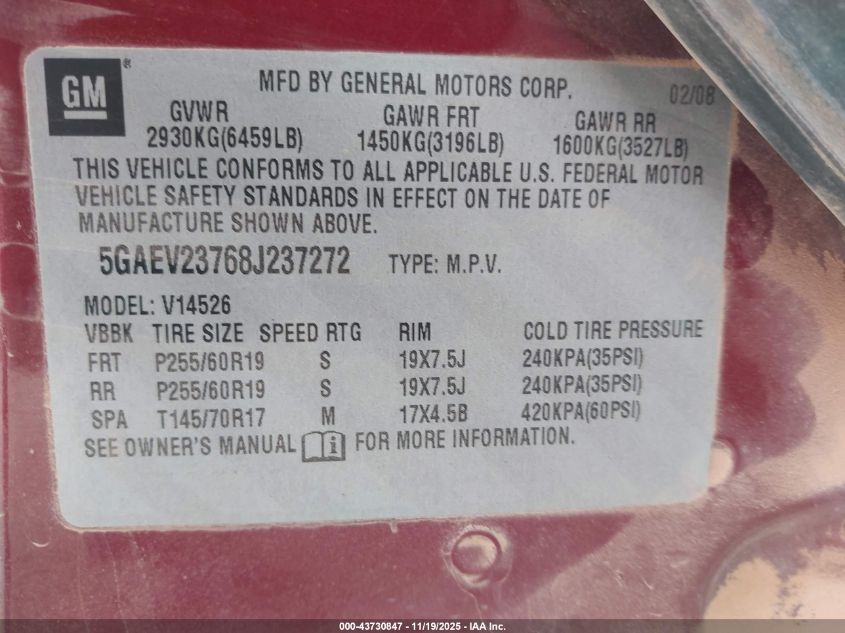 GM ®
MFD BY GENERAL MOTORS CORP. 02/08
GVWR GAWR FRT GAWR RR
2930KG(6459LB) 1450KG(3196LB) 1600KG(3527LB)
THIS VEHICLE CONFORMS TO ALL APPLICABLE U.S. FEDERAL MOTOR
VEHICLE SAFETY STANDARDS IN EFFECT ON THE DATE OF
MANUFACTURE SHOWN ABOVE.
5GAEV23768J237272 TYPE: M.P.V.
MODEL: V14526
VBBK TIRE SIZE SPEED RTG RIM COLD TIRE PRESSURE
FRT P255/60R19 S 19X7.5J 240KPA(35PSI)
RR P255/60R19 S 19X7.5J 240KPA(35PSI)
SPA T145/70R17 M 17X4.5B 420KPA(60PSI)
SEE OWNER'S MANUAL i FOR MORE INFORMATION.
000-43730847 - 11/19/2025 - IAA Inc.